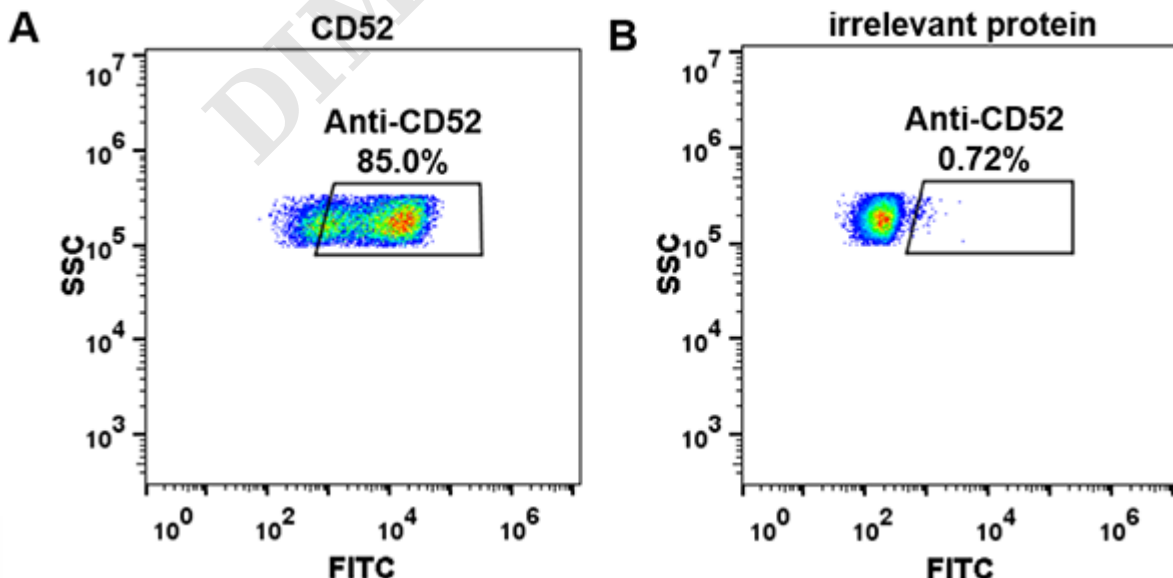 A
CD52
Anti-CD52
85.0%
10^7
10^6
10^5
10^4
10^3
SSC
10^0 10^2 10^4 10^6
FITC
B
irrelevant protein
Anti-CD52
0.72%
10^7
10^6
10^5
10^4
10^3
SSC
10^0 10^2 10^4 10^6
FITC